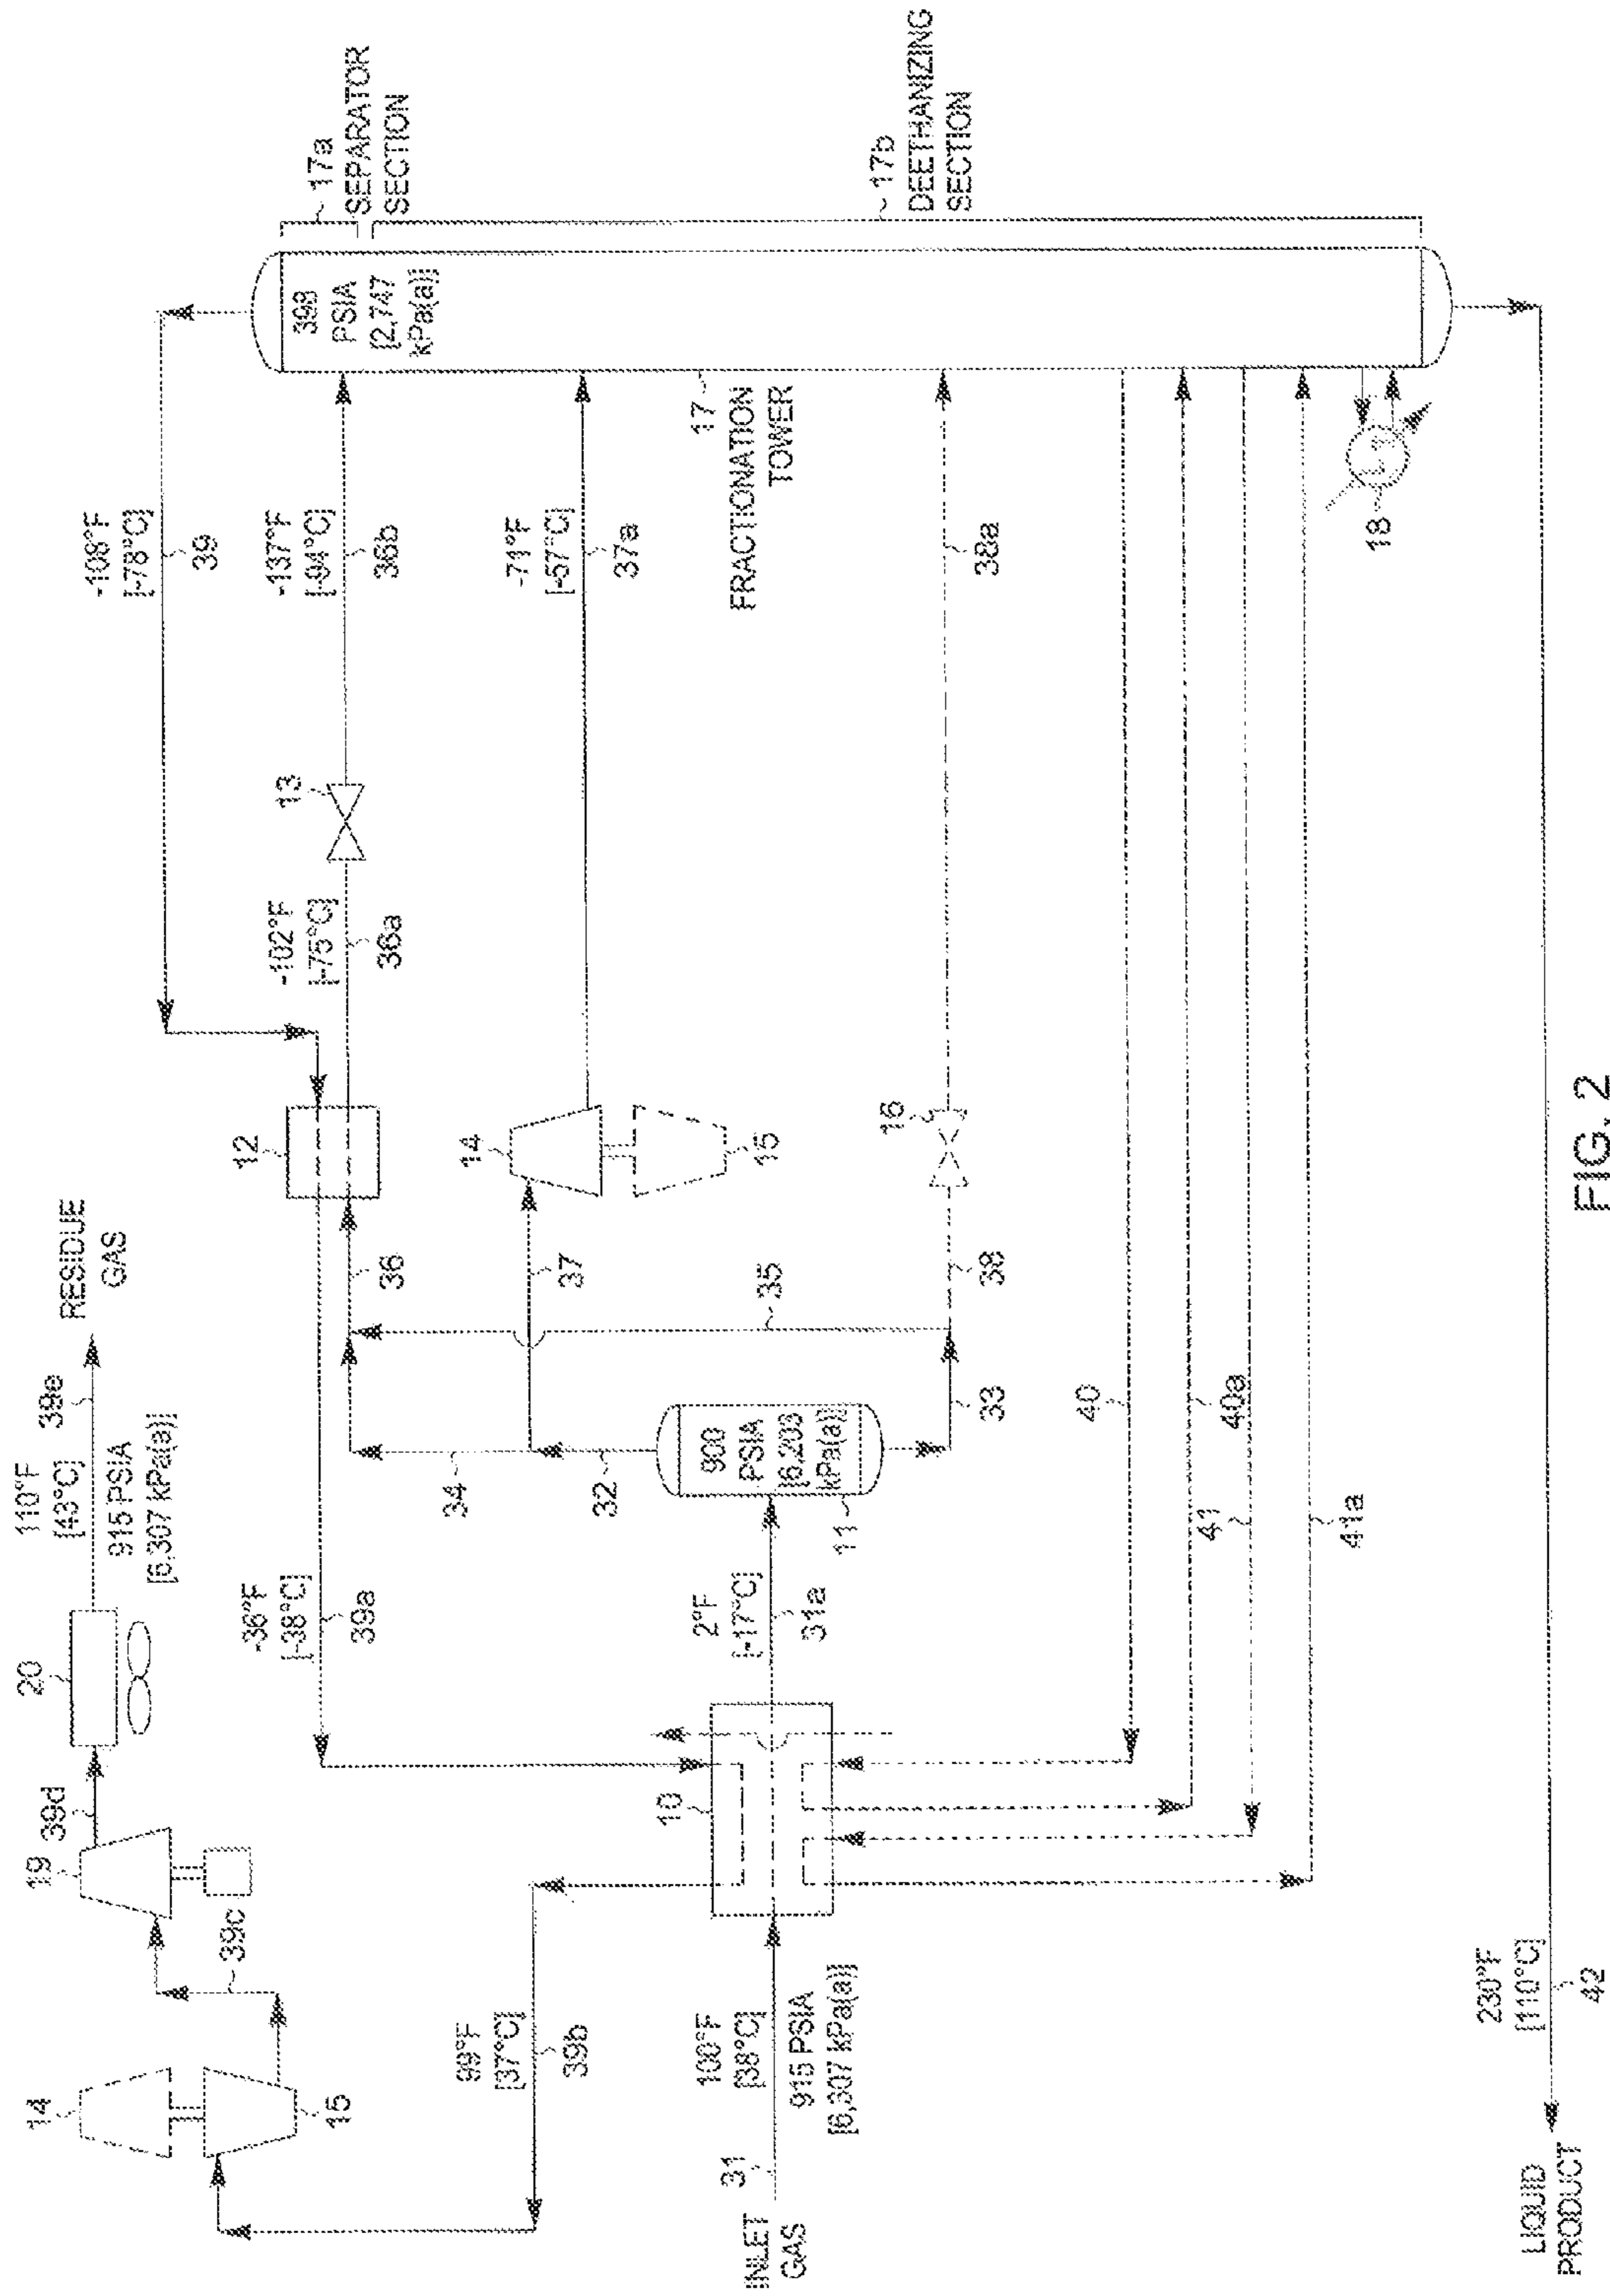 RESIDUE
GAS
110°F
[43°C]
39e
915 PSIA
[6,307 kPa(a)]
20
39d
19
39c
14
15
-108°F
[-78°C]
39
12
-36°F
[-38°C]
39a
36
-102°F
[-75°C]
36a
13
-137°F
[-94°C]
36b
17a
SEPARATOR
SECTION
398
PSIA
[2,747
kPa(a)]
99°F
[37°C]
39b
34
32
37
14
15
-71°F
[-57°C]
37a
35
17
FRACTIONATION
TOWER
17b
DEETHANIZING
SECTION
INLET
GAS
31
100°F
[38°C]
915 PSIA
[6,307 kPa(a)]
10
2°F
[-17°C]
31a
11
900
PSIA
[6,203
kPa(a)]
33
38
16
38a
40
40a
41
41a
18
LIQUID
PRODUCT
230°F
[110°C]
42
FIG. 2